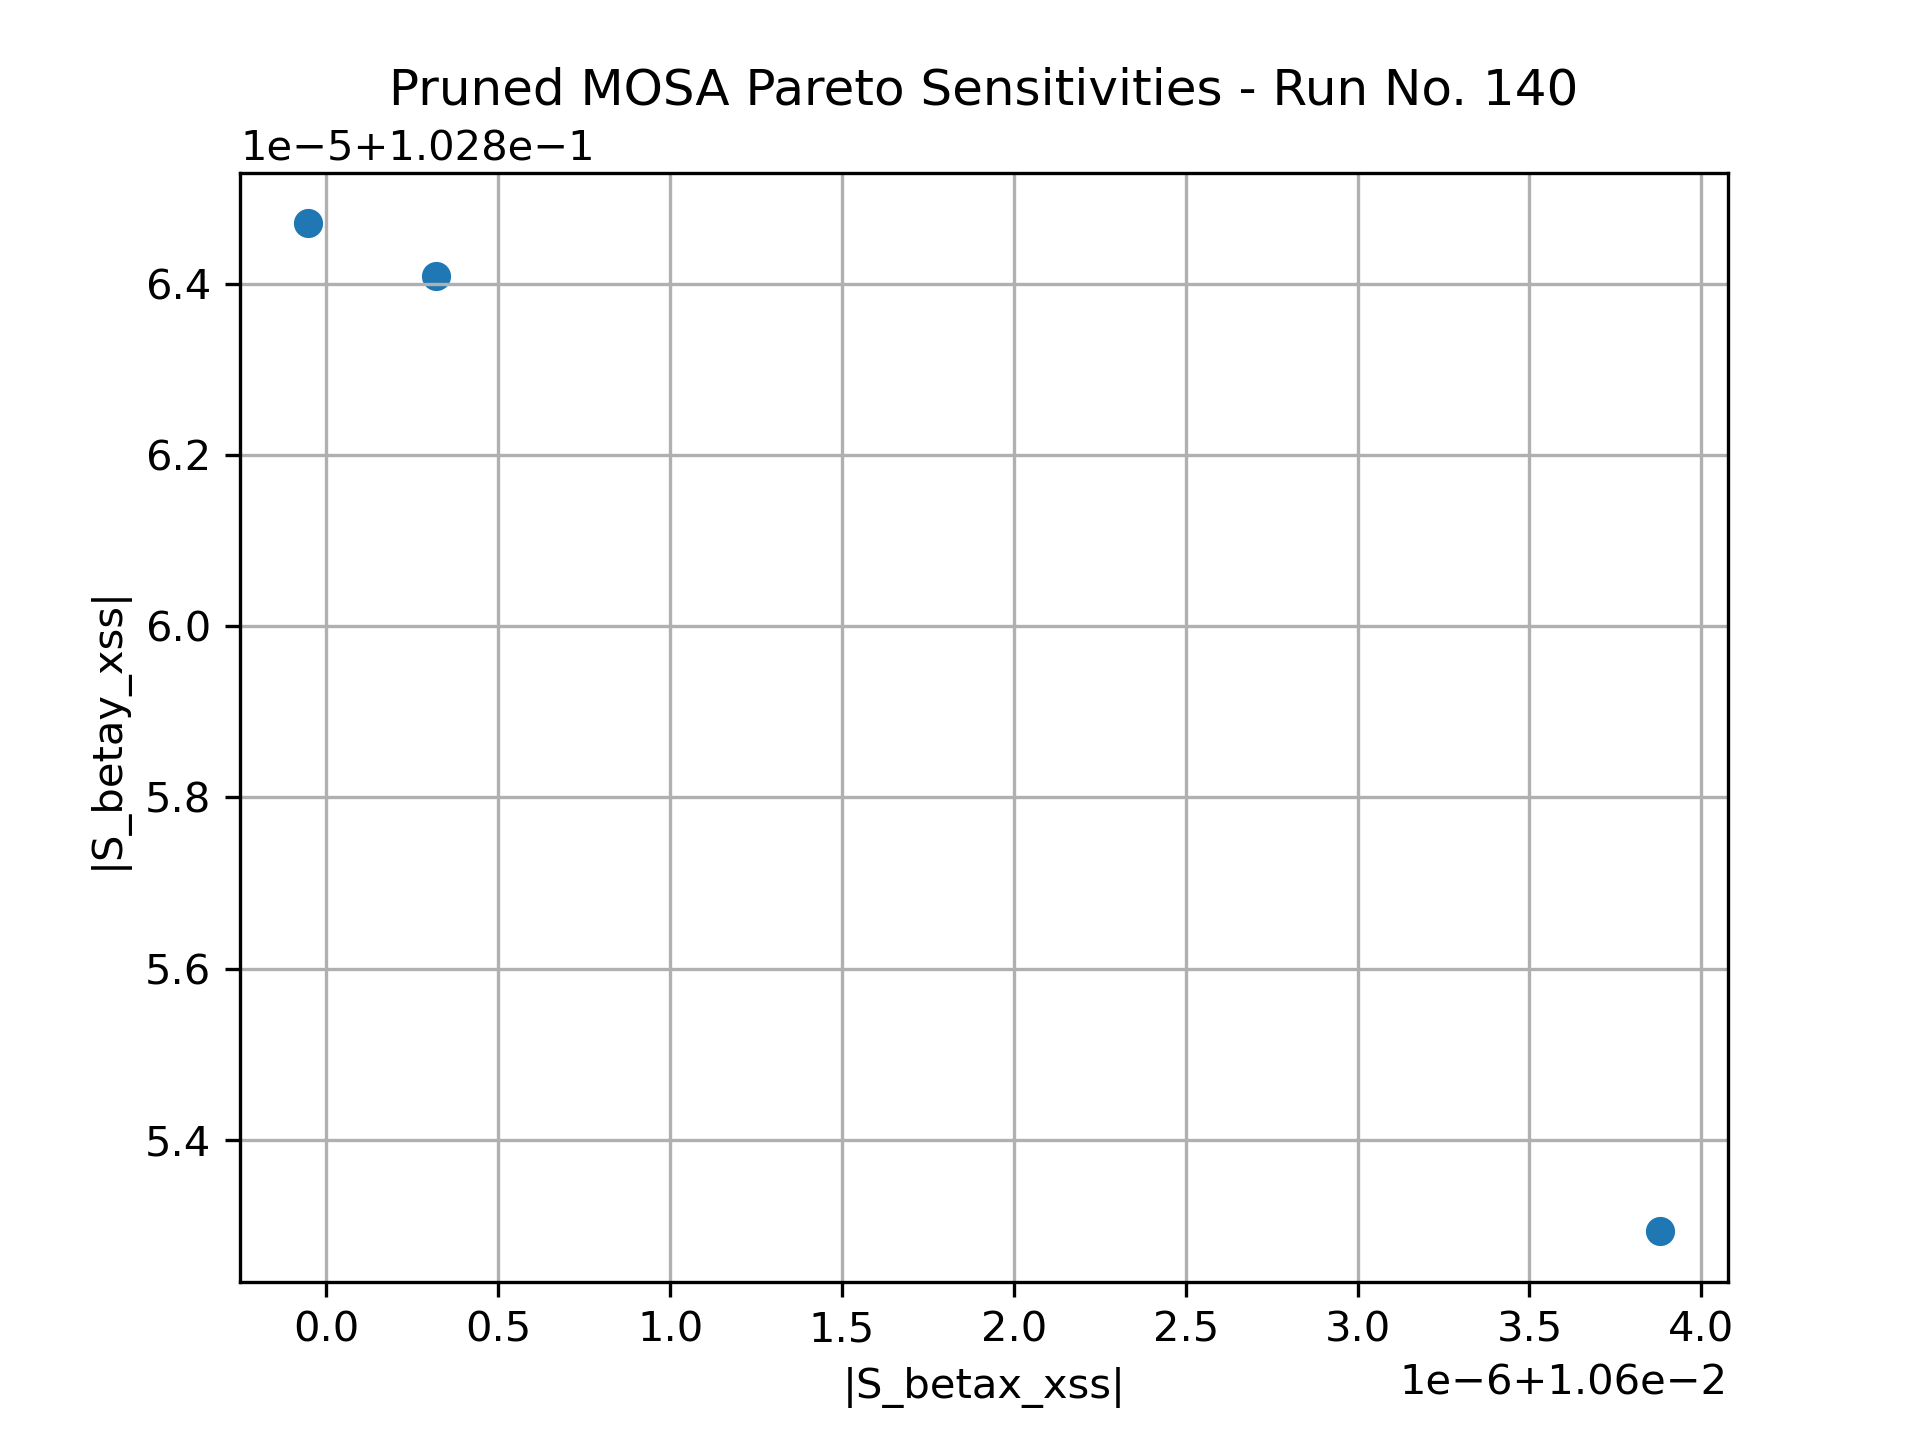 Pruned MOSA Pareto Sensitivities - Run No. 140
1e−5+1.028e−1
6.4
6.2
6.0
5.8
5.6
5.4
|S_betay_xss|
0.0 0.5 1.0 1.5 2.0 2.5 3.0 3.5 4.0
|S_betax_xss|
1e−6+1.06e−2